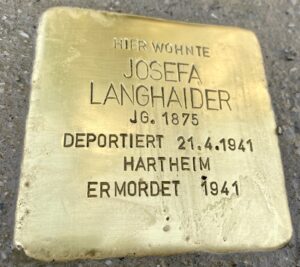 HIER WOHNTE
JOSEFA
LANGHAIDER
JG. 1875
DEPORTIERT 21.4.1941
HARTHEIM
ERMORDET 1941